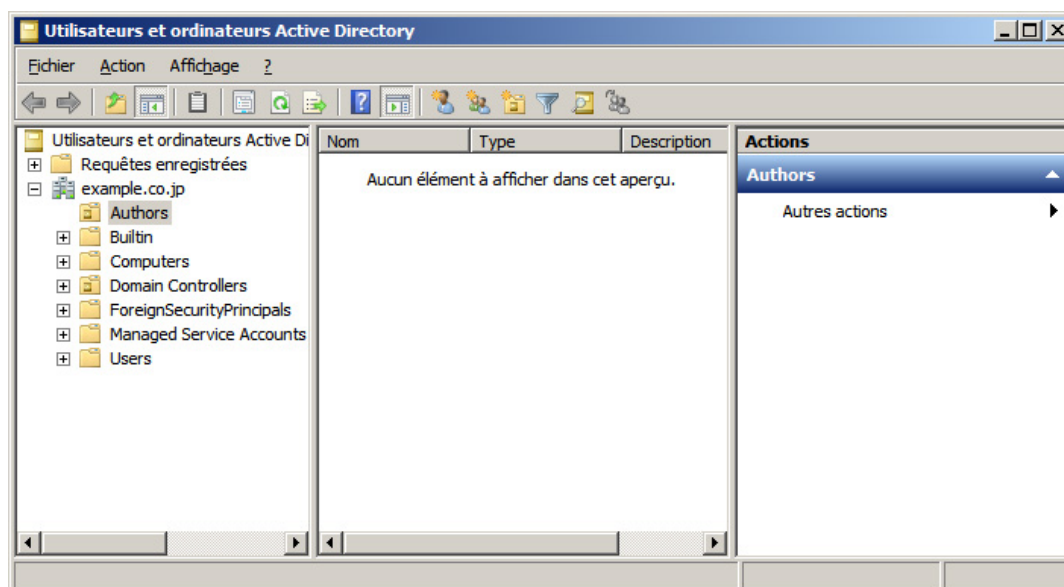 Utilisateurs et ordinateurs Active Directory
Fichier Action Affichage ?
Utilisateurs et ordinateurs Active Di
Requêtes enregistrées
example.co.jp
Authors
Builtin
Computers
Domain Controllers
ForeignSecurityPrincipals
Managed Service Accounts
Users
Nom Type Description
Aucun élément à afficher dans cet aperçu.
Actions
Authors
Autres actions